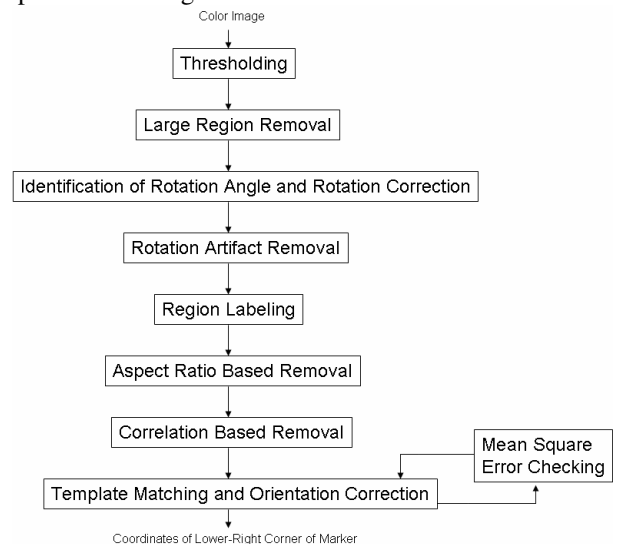 Color Image
Thresholding
Large Region Removal
Identification of Rotation Angle and Rotation Correction
Rotation Artifact Removal
Region Labeling
Aspect Ratio Based Removal
Correlation Based Removal
Mean Square
Error Checking
Template Matching and Orientation Correction
Coordinates of Lower-Right Corner of Marker